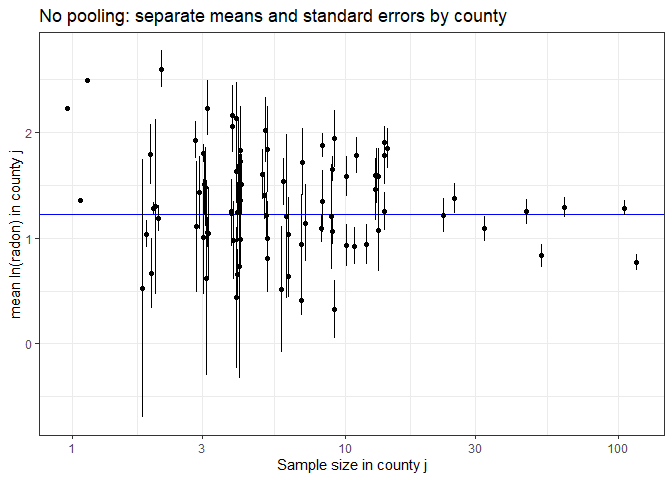 No pooling: separate means and standard errors by county
mean ln(radon) in county j
2
1
0
1
3
10
30
100
Sample size in county j